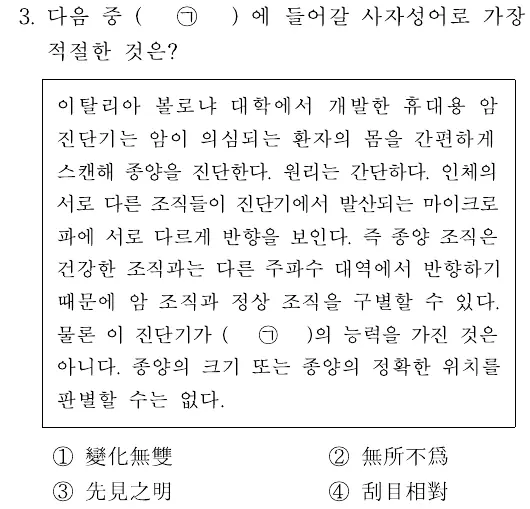 3. 다음 중 ( ㉠ ) 에 들어갈 사자성어로 가장
적절한 것은?
이탈리아 볼로냐 대학에서 개발한 휴대용 암
진단기는 암이 의심되는 환자의 몸을 간편하게
스캔해 종양을 진단한다. 원리는 간단하다. 인체의
서로 다른 조직들이 진단기에서 발산되는 마이크로
파에 서로 다르게 반향을 보인다. 즉 종양 조직은
건강한 조직과는 다른 주파수 대역에서 반향하기
때문에 암 조직과 정상 조직을 구별할 수 있다.
물론 이 진단기가 ( ㉠ )의 능력을 가진 것은
아니다. 종양의 크기 또는 종양의 정확한 위치를
판별할 수는 없다.
① 變化無雙 ② 無所不爲
③ 先見之明 ④ 刮目相對